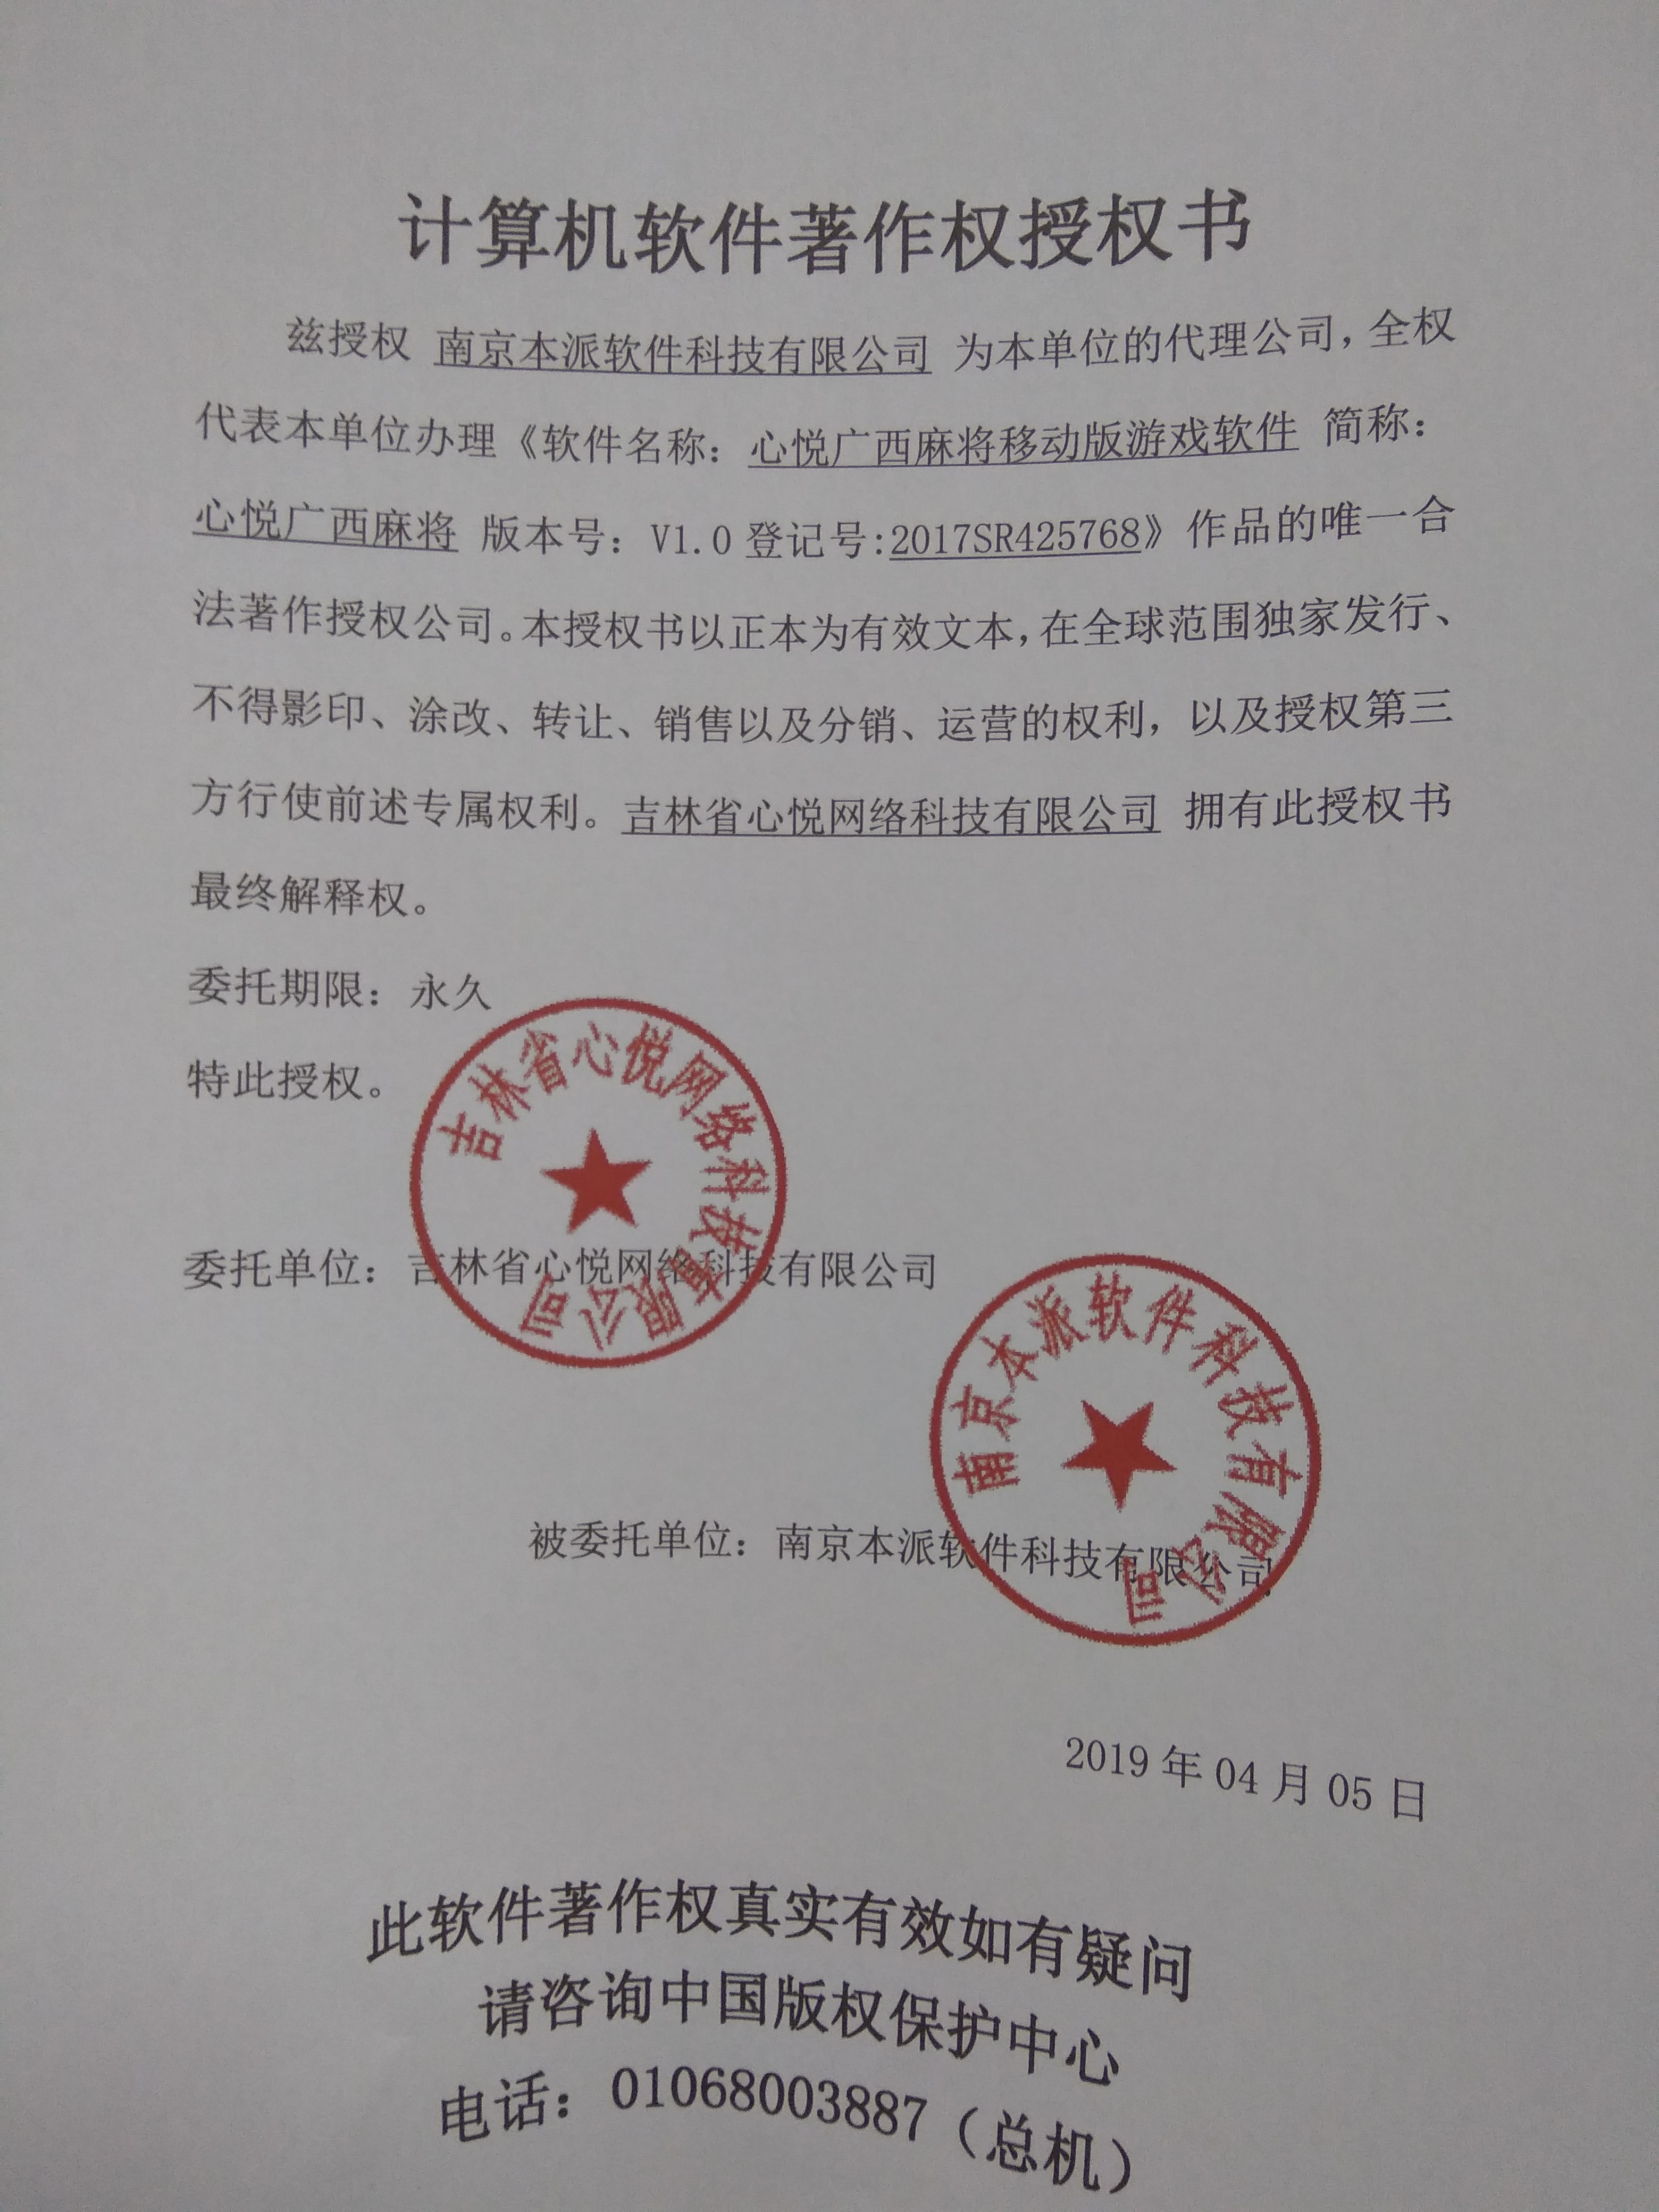 计算机软件著作权授权书
兹授权 南京本派软件科技有限公司 为本单位的代理公司，全权
代表本单位办理《软件名称：心悦广西麻将移动版游戏软件 简称：
心悦广西麻将 版本号：V1.0 登记号:2017SR425768》作品的唯一合
法著作授权公司。本授权书以正本为有效文本，在全球范围独家发行、
不得影印、涂改、转让、销售以及分销、运营的权利，以及授权第三
方行使前述专属权利。吉林省心悦网络科技有限公司 拥有此授权书
最终解释权。
委托期限：永久
特此授权。
吉林省心悦网络科技有限公司
委托单位：吉林省心悦网络科技有限公司
南京本派软件科技有限公司
被委托单位：南京本派软件科技有限公司
2019 年 04 月 05 日
此软件著作权真实有效如有疑问
请咨询中国版权保护中心
电话：01068003887（总机）